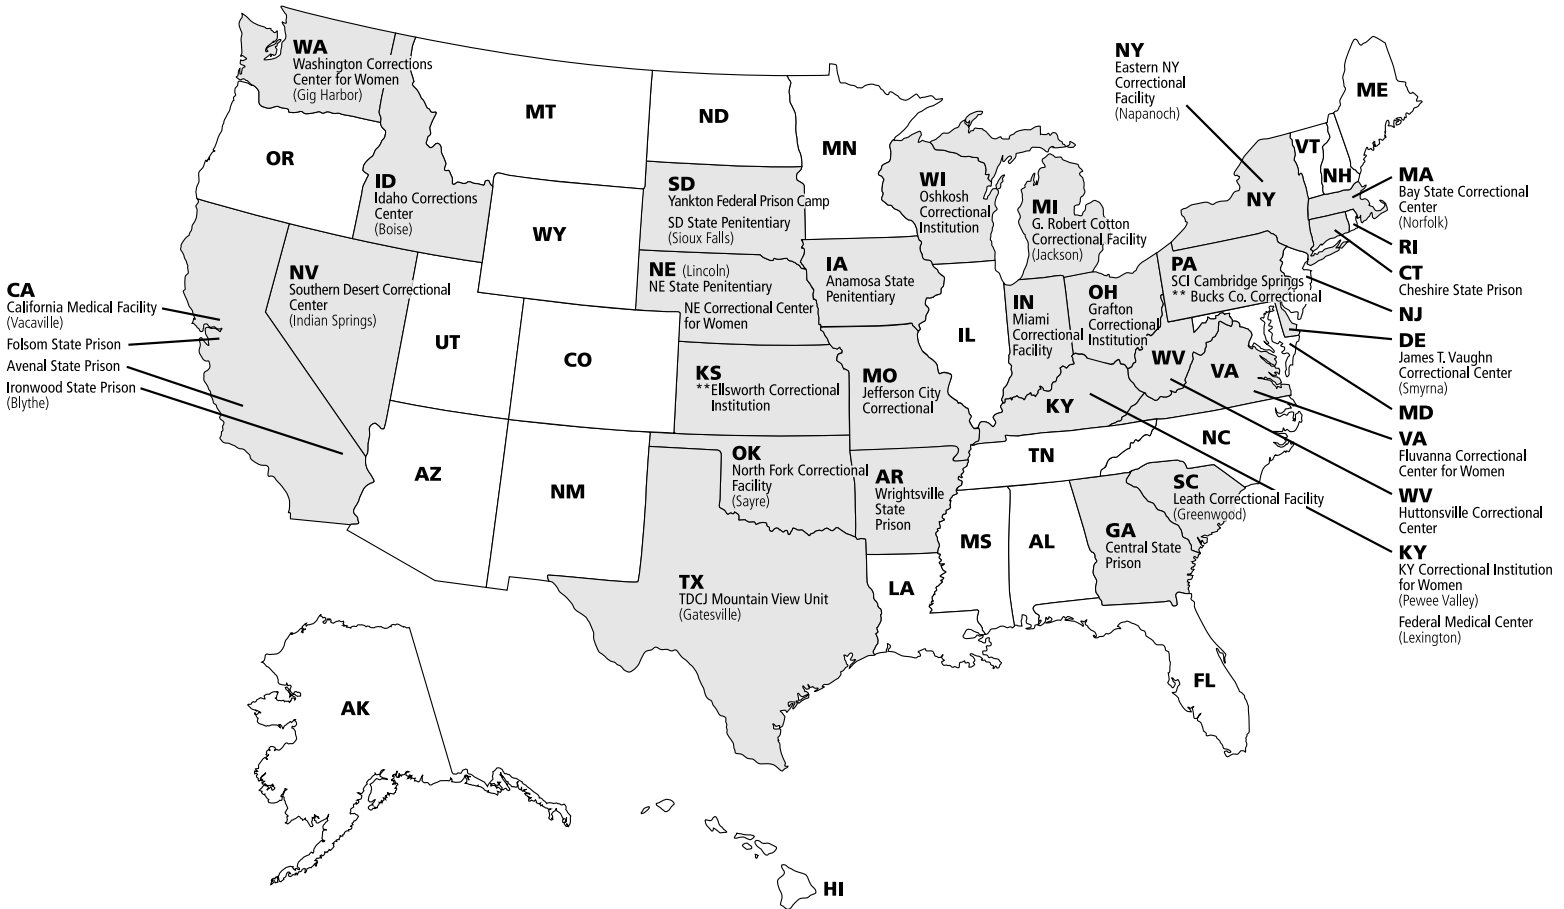 WA
Washington Corrections
Center for Women
(Gig Harbor)
MT
ND
MN
OR
ID
Idaho Corrections
Center
(Boise)
SD
Yankton Federal Prison Camp
SD State Penitentiary
(Sioux Falls)
WI
Oshkosh
Correctional
Institution
MI
G. Robert Cotton
Correctional Facility
(Jackson)
NY
Eastern NY
Correctional
Facility
(Napanoch)
ME
VT
NH
NY
MA
Bay State Correctional
Center
(Norfolk)
RI
CT
Cheshire State Prison
NJ
DE
James T. Vaughn
Correctional Center
(Smyrna)
MD
VA
Fluvanna Correctional
Center for Women
WV
Huttonsville Correctional
Center
KY
KY Correctional Institution
for Women
(Pewee Valley)
Federal Medical Center
(Lexington)
WY
NV
Southern Desert Correctional
Center
(Indian Springs)
NE (Lincoln)
NE State Penitentiary
NE Correctional Center
for Women
IA
Anamosa State
Penitentiary
IN
Miami
Correctional
Facility
OH
Grafton
Correctional
Institution
PA
SCI Cambridge Springs
** Bucks Co. Correctional
CA
California Medical Facility
(Vacaville)
Folsom State Prison
Avenal State Prison
Ironwood State Prison
(Blythe)
UT
CO
KS
**Ellsworth Correctional
Institution
MO
Jefferson City
Correctional
IL
WV
VA
KY
AZ
NM
OK
North Fork Correctional
Facility
(Sayre)
AR
Wrightsville
State
Prison
TN
NC
SC
Leath Correctional Facility
(Greenwood)
GA
Central State
Prison
MS
AL
LA
TX
TDCJ Mountain View Unit
(Gatesville)
FL
AK
HI